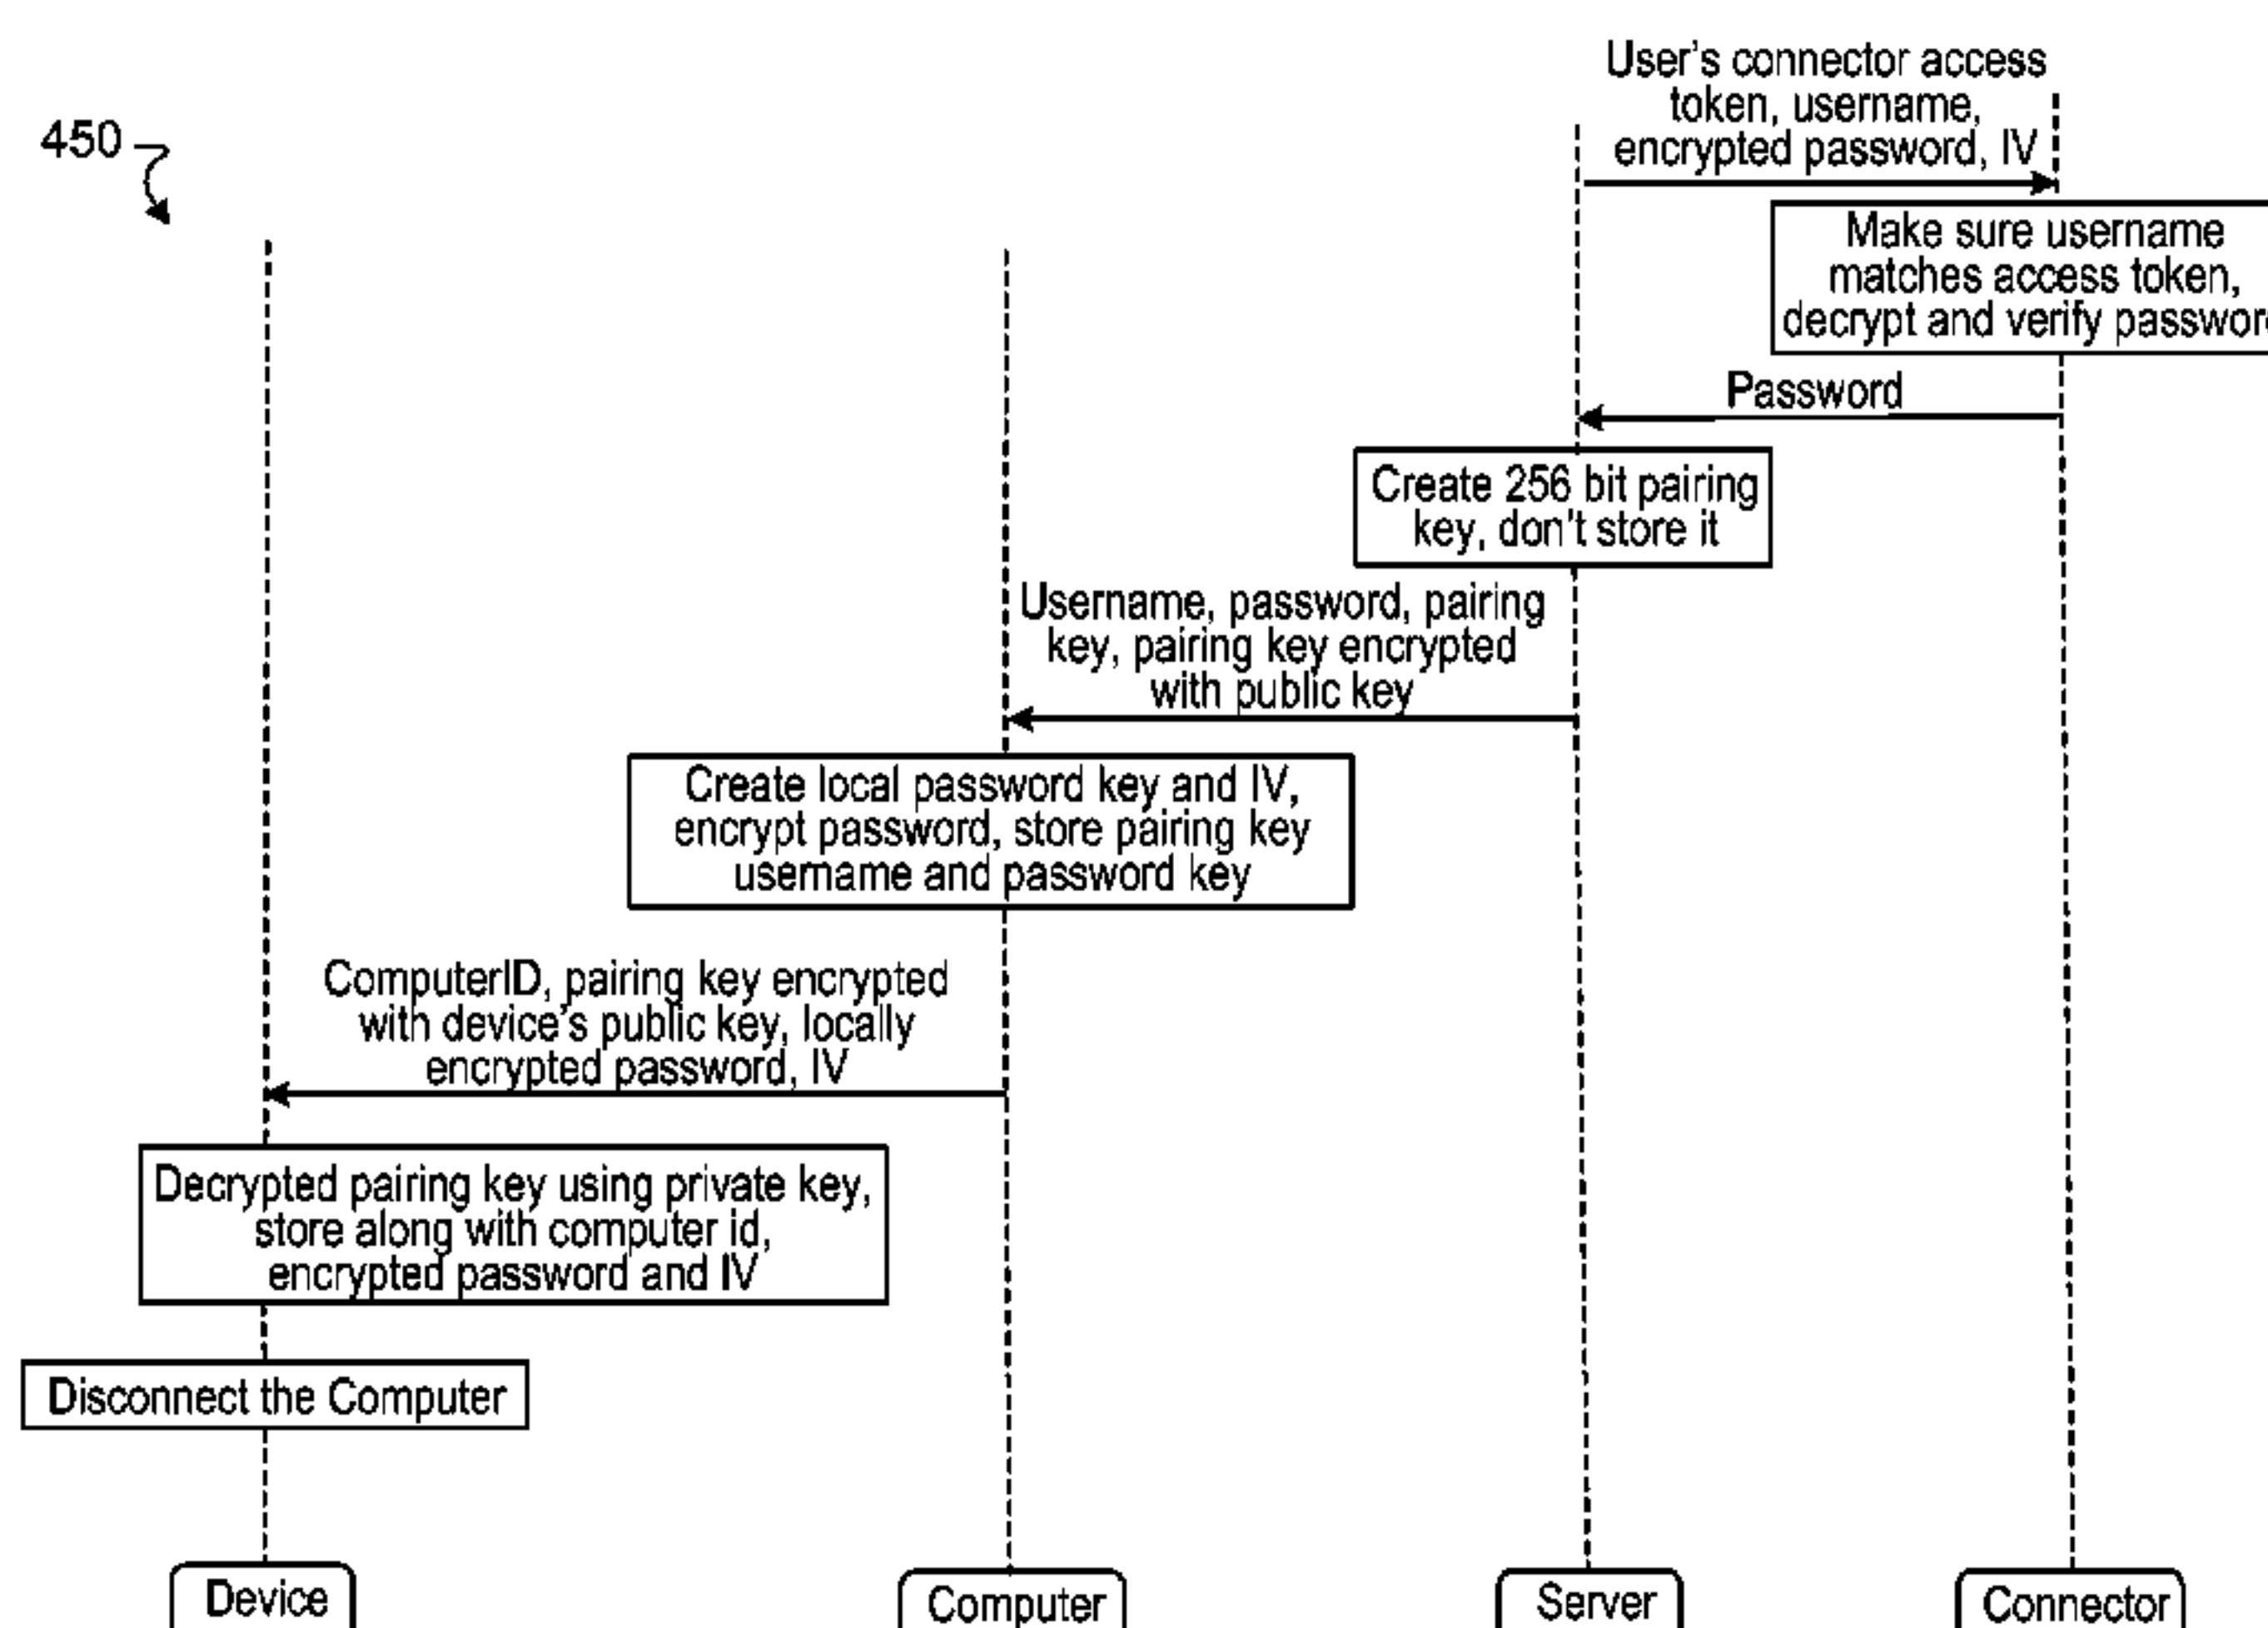 User's connector access
token, username,
encrypted password, IV
450
Make sure username
matches access token,
decrypt and verify passwor
Password
Create 256 bit pairing
key, don't store it
Username, password, pairing
key, pairing key encrypted
with public key
Create local password key and IV,
encrypt password, store pairing key
username and password key
ComputerID, pairing key encrypted
with device's public key, locally
encrypted password, IV
Decrypted pairing key using private key,
store along with computer id,
encrypted password and IV
Disconnect the Computer
Device
Computer
Server
Connector